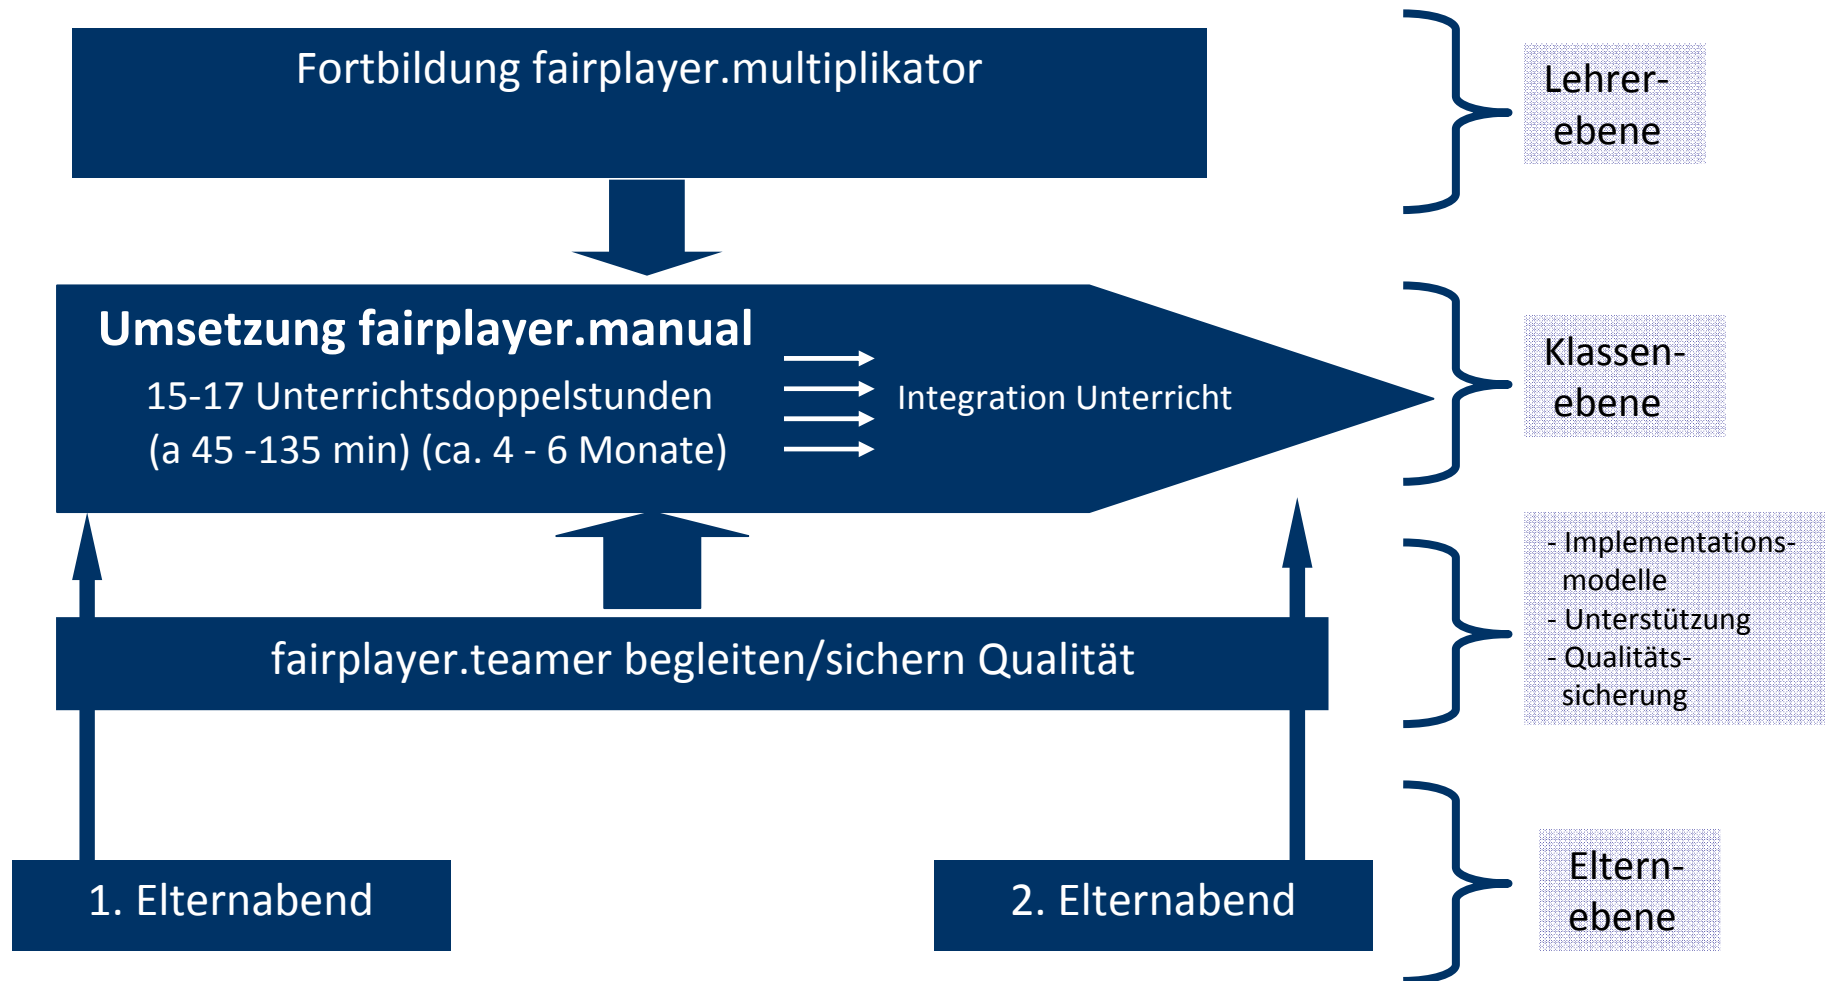 Fortbildung fairplayer.multiplikator
Lehrer-
ebene
Umsetzung fairplayer.manual
15-17 Unterrichtsdoppelstunden
(a 45 -135 min) (ca. 4 - 6 Monate)
Integration Unterricht
Klassen-
ebene
fairplayer.teamer begleiten/sichern Qualität
- Implementations-
modelle
- Unterstützung
- Qualitäts-
sicherung
1. Elternabend
2. Elternabend
Eltern-
ebene